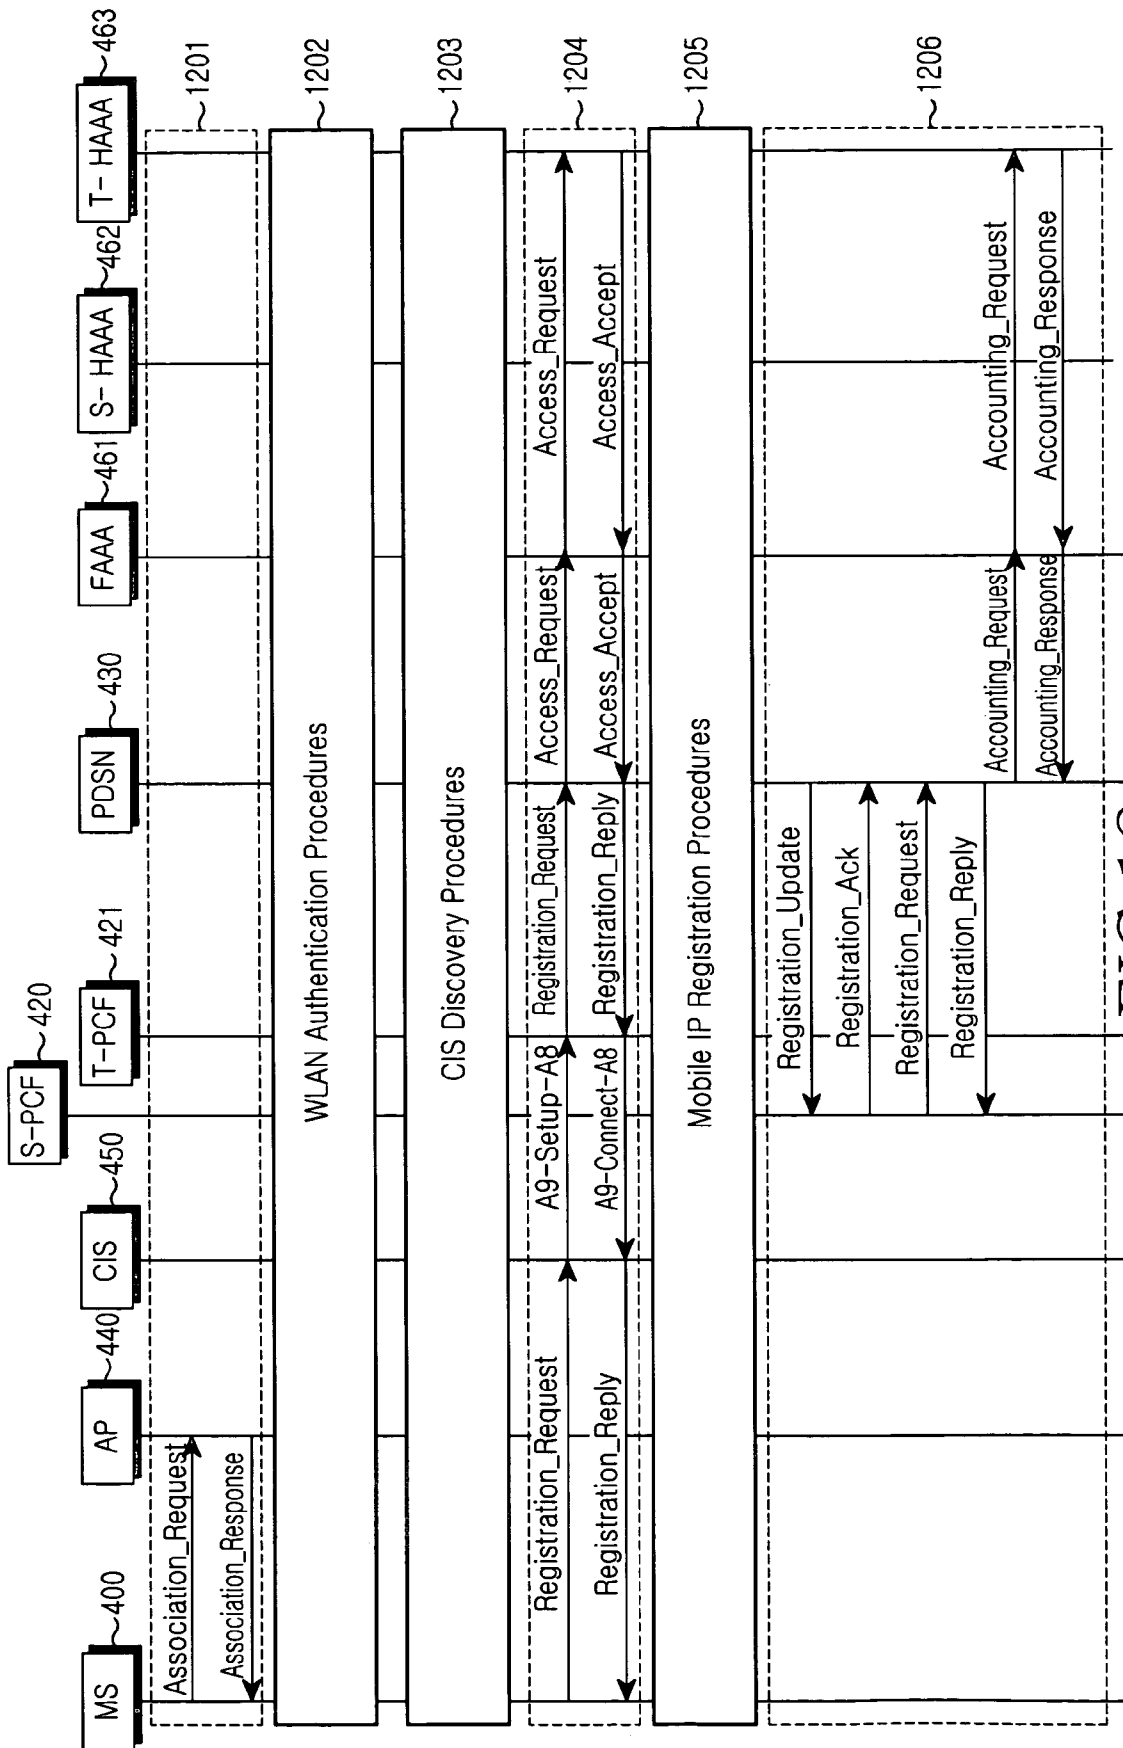 S-PCF
420
MS
400
AP
440
CIS
450
T-PCF
421
PDSN
430
FAAA
461
S- HAAA
462
T- HAAA
463
Association_Request
Association_Response
1201
WLAN Authentication Procedures
1202
CIS Discovery Procedures
1203
Registration_Request
A9-Setup-A8
Registration_Request
Access_Request
Access_Request
Registration_Reply
A9-Connect-A8
Registration_Reply
Access_Accept
Access_Accept
1204
Mobile IP Registration Procedures
1205
Registration_Update
Registration_Ack
Registration_Request
Registration_Reply
Accounting_Request
Accounting_Request
Accounting_Response
Accounting_Response
1206